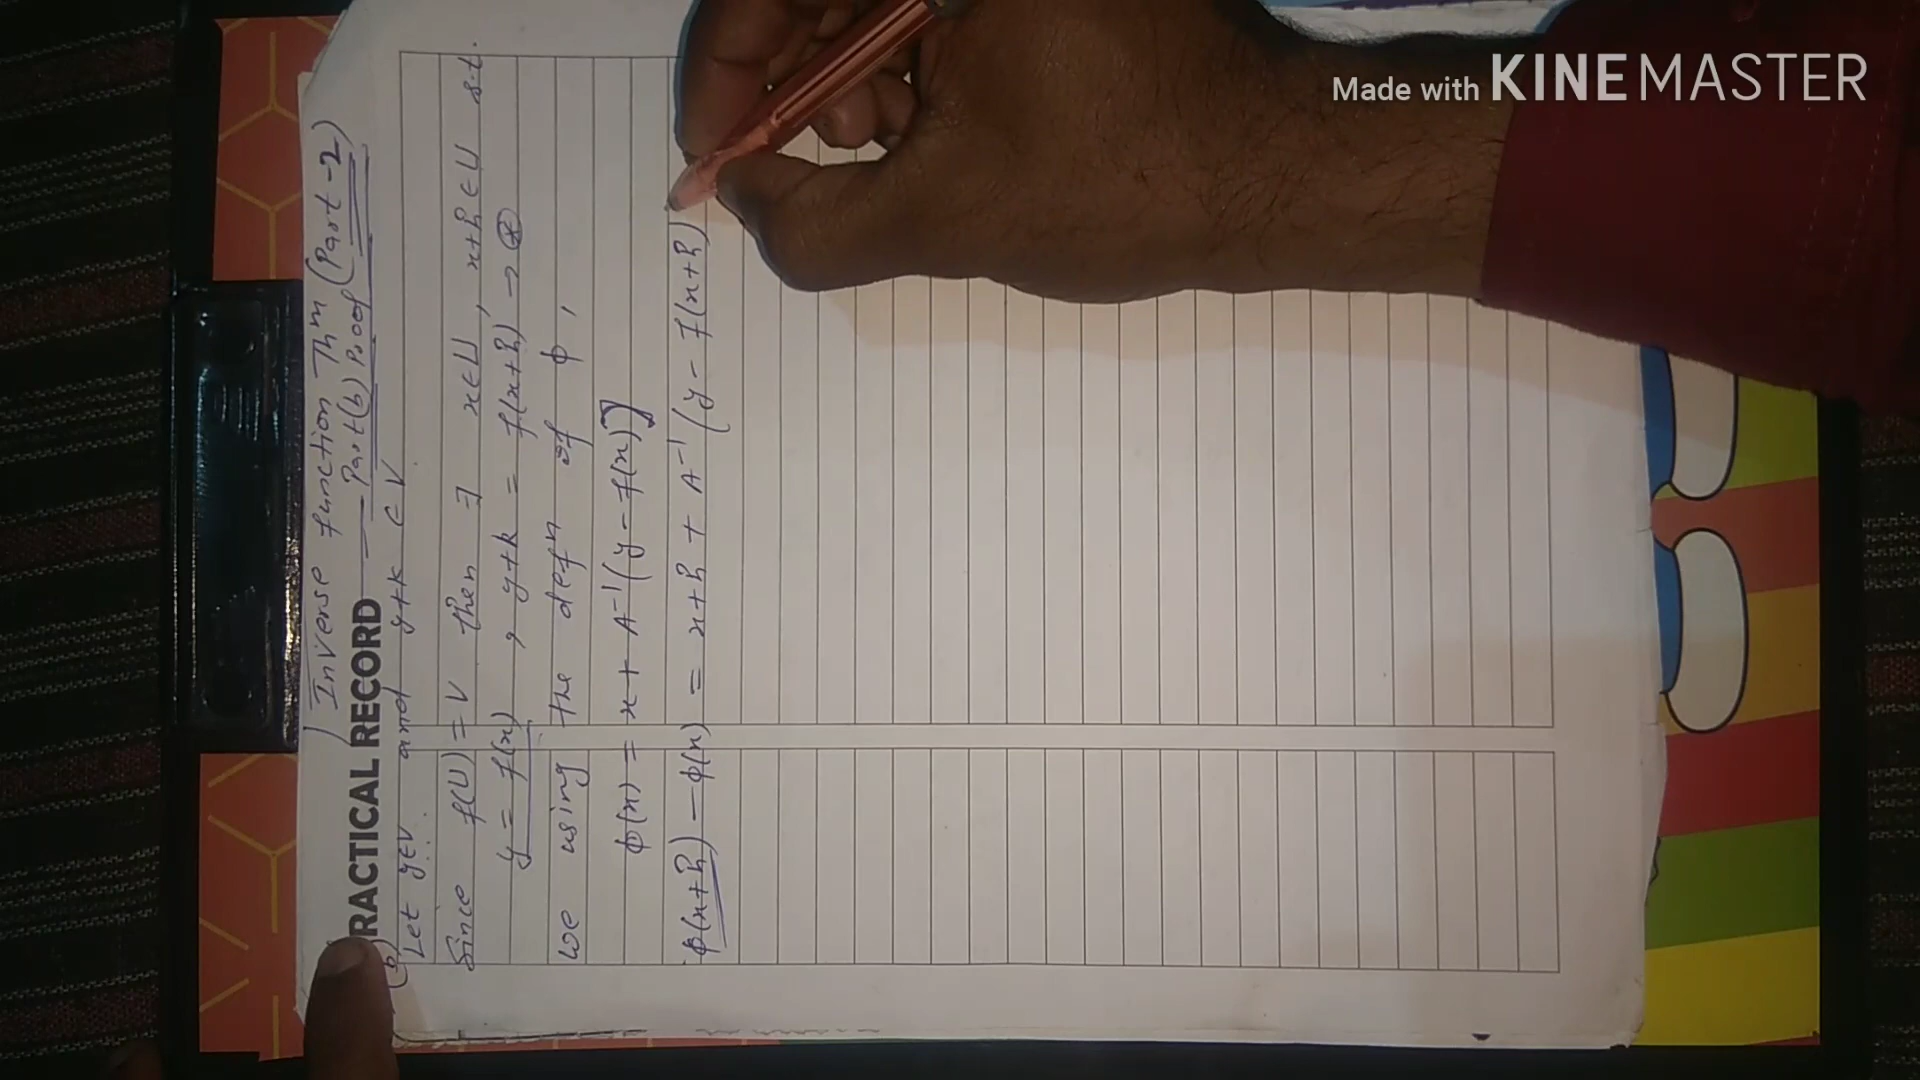 Made with KINEMASTER
Inverse function Thm (Part-2)
PRACTICAL RECORD — Part(b) Proof
(b)
Let y∈V and y+k ∈ V.
Since f(U) = V then ∃ x∈U, x+h∈U s.t.
y = f(x), y+k = f(x+h) → ⊛
we using the defn of φ,
φ(x) = x + A⁻¹(y - f(x))]
φ(x+h) - φ(x) = x+h + A⁻¹(y - f(x+h)